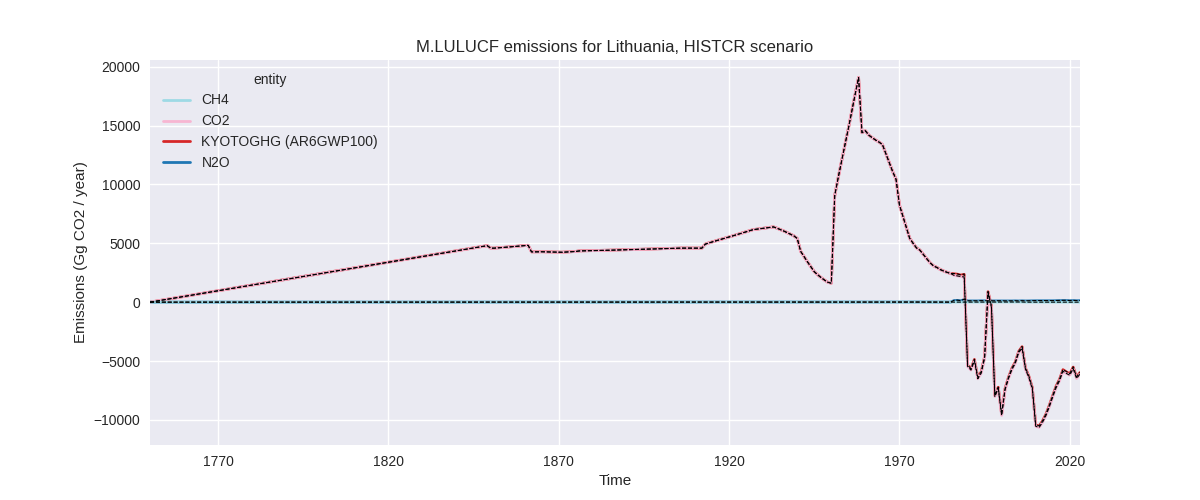 M.LULUCF emissions for Lithuania, HISTCR scenario
20000
15000
10000
5000
0
−5000
−10000
Emissions (Gg CO2 / year)
entity
CH4
CO2
KYOTOGHG (AR6GWP100)
N2O
1770
1820
1870
1920
1970
2020
Time